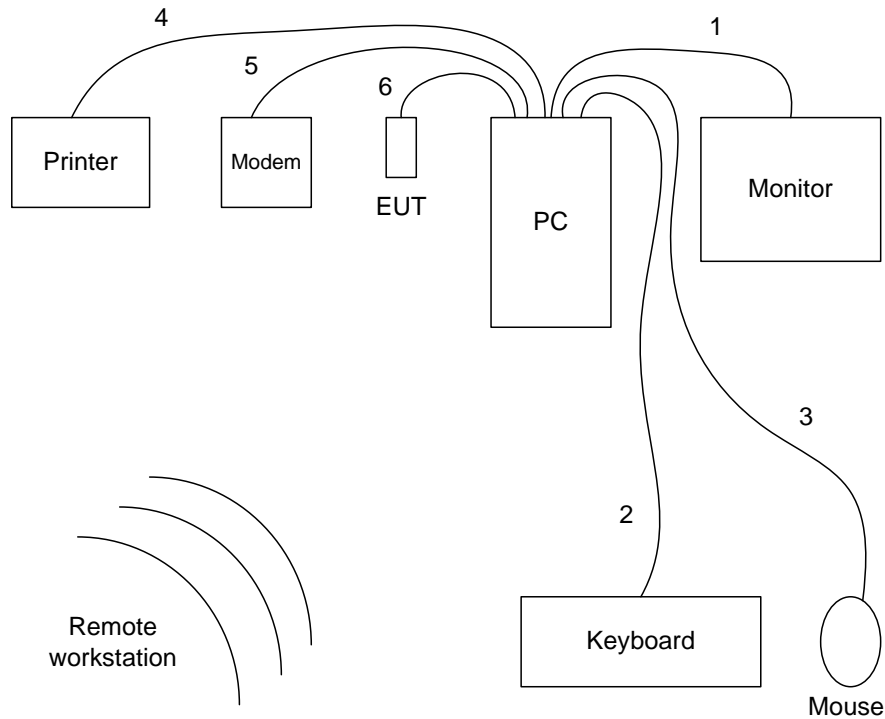 4
1
5
6
Printer
Modem
EUT
PC
Monitor
3
2
Remote
workstation
Keyboard
Mouse